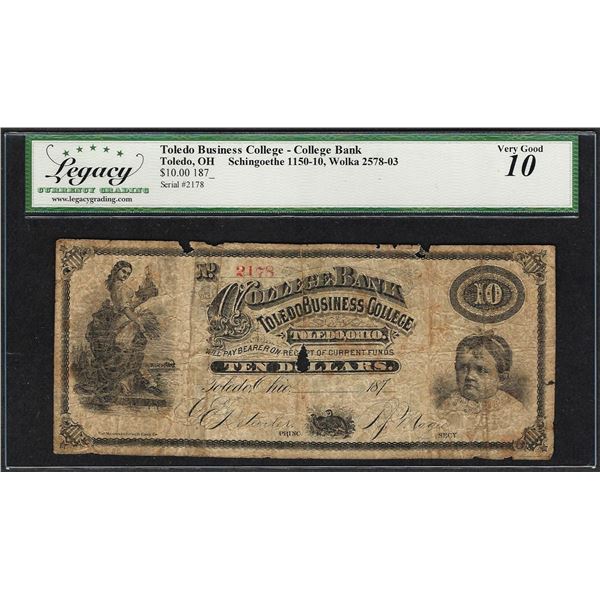 Legacy
CURRENCY GRADING
www.legacygrading.com
Toledo Business College - College Bank
Toledo, OH Schingoethe 1150-10, Wolka 2578-03
$10.00 187_
Serial #2178
Very Good
10
No. 2178
COLLEGE BANK
TOLEDO BUSINESS COLLEGE
TOLEDO, OHIO.
WILL PAY BEARER ON RECEIPT OF CURRENT FUNDS
TEN DOLLARS.
10
Toledo, Ohio 187
PRINC.
SECY.